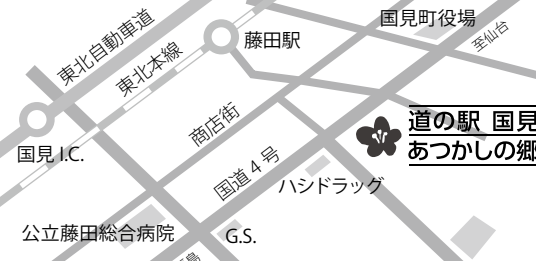 国見町役場
至仙台
東北自動車道
藤田駅
東北本線
商店街
道の駅 国見
あつかしの郷
国見 I.C.
国道 4 号
ハシドラッグ
公立藤田総合病院
G.S.